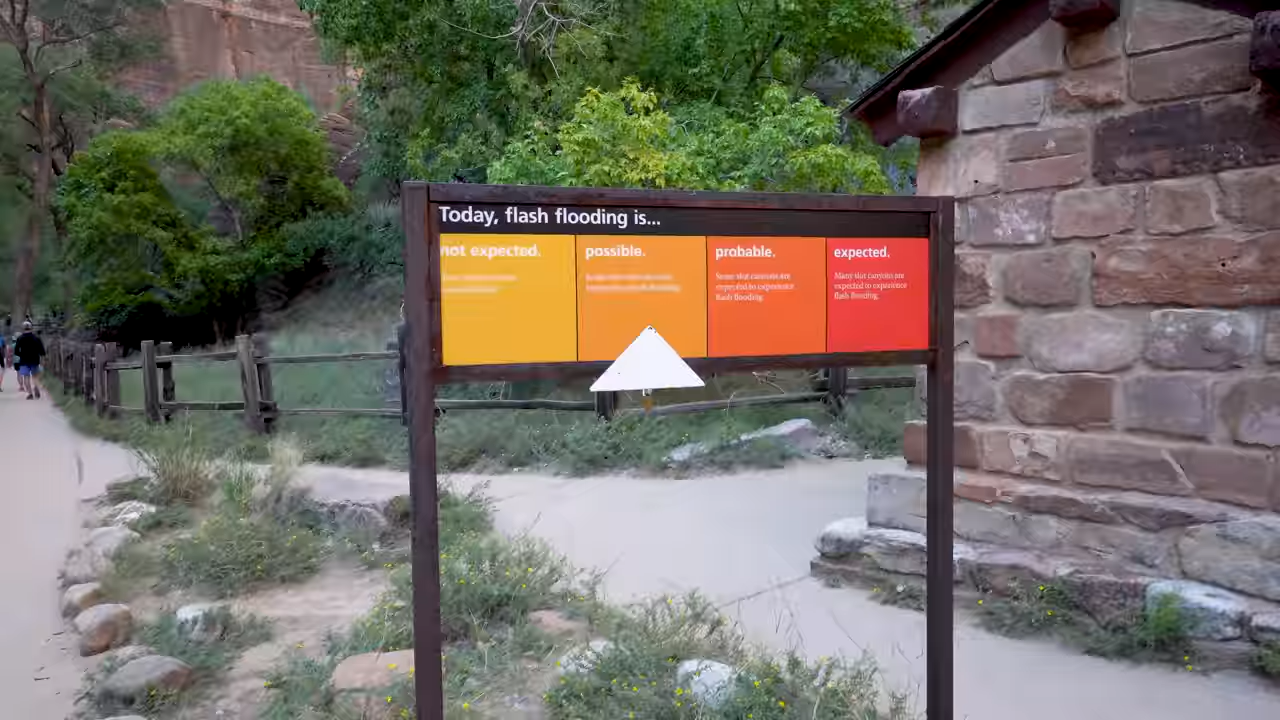 Today, flash flooding is...
not expected.
possible.
probable.
Some slot canyons are
expected to experience
flash flooding.
expected.
Many slot canyons are
expected to experience
flash flooding.